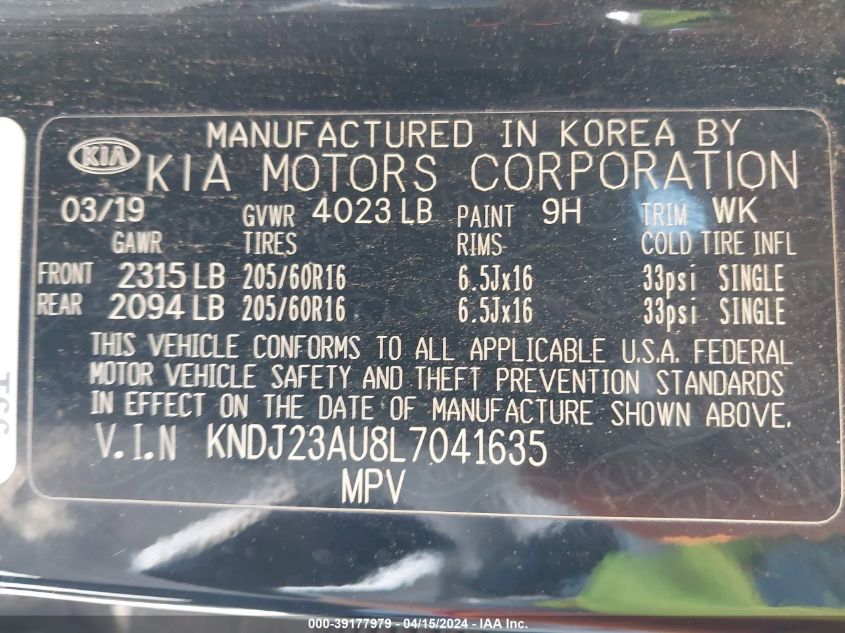 MANUFACTURED IN KOREA BY
KIA KIA MOTORS CORPORATION
03/19 GVWR 4023 LB PAINT 9H TRIM WK
GAWR TIRES RIMS COLD TIRE INFL
FRONT 2315 LB 205/60R16 6.5Jx16 33psi SINGLE
REAR 2094 LB 205/60R16 6.5Jx16 33psi SINGLE
THIS VEHICLE CONFORMS TO ALL APPLICABLE U.S.A. FEDERAL
MOTOR VEHICLE SAFETY AND THEFT PREVENTION STANDARDS
IN EFFECT ON THE DATE OF MANUFACTURE SHOWN ABOVE.
V.I.N KNDJ23AU8L7041635
MPV
000-39177979 - 04/15/2024 - IAA Inc.